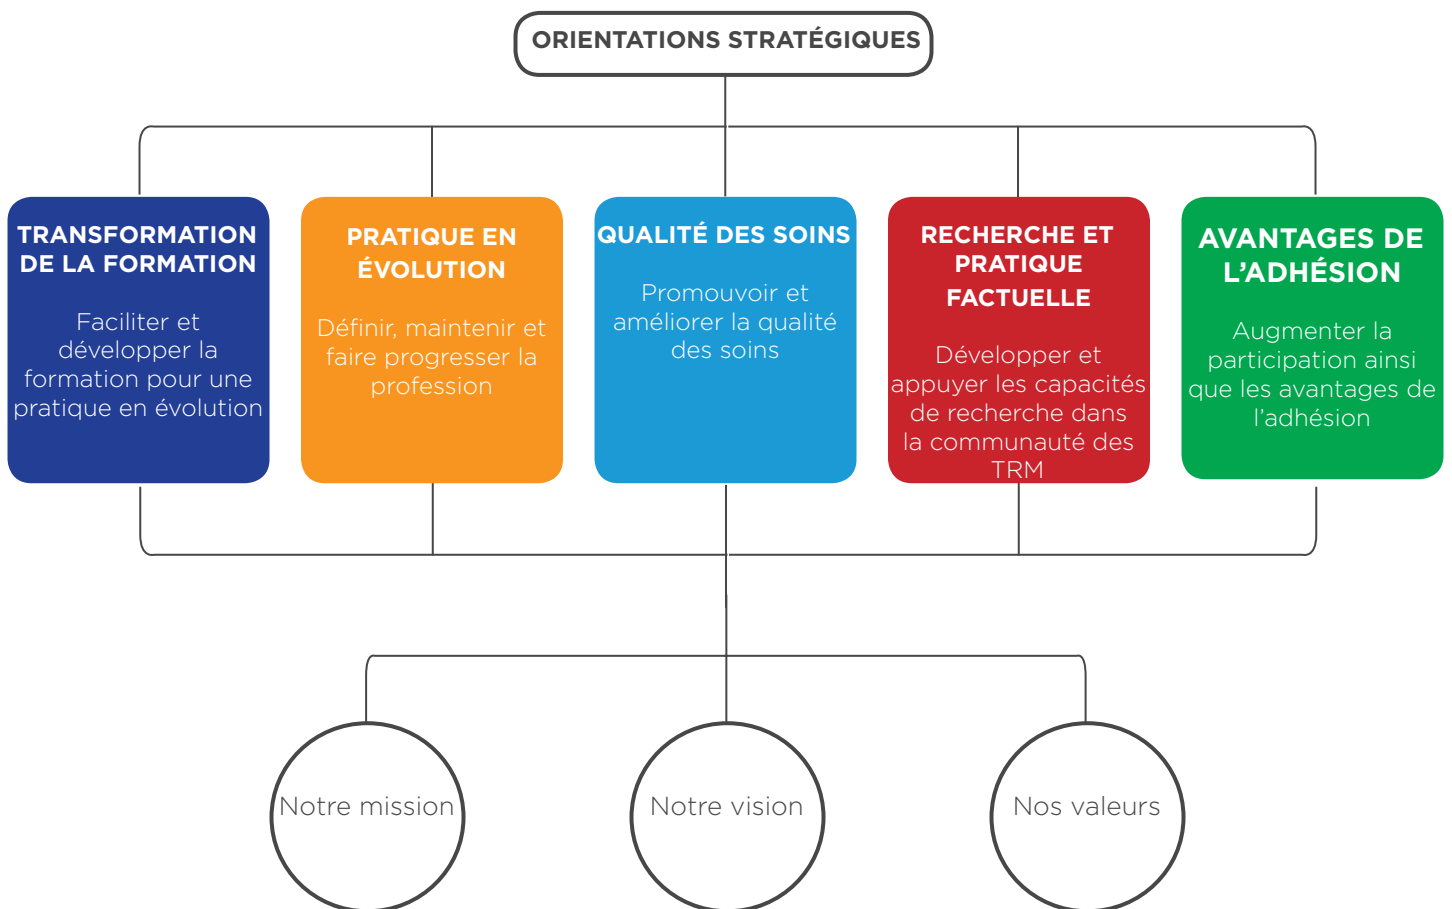 ORIENTATIONS STRATÉGIQUES
TRANSFORMATION
DE LA FORMATION
Faciliter et
développer la
formation pour une
pratique en évolution
PRATIQUE EN
ÉVOLUTION
Définir, maintenir et
faire progresser la
profession
QUALITÉ DES SOINS
Promouvoir et
améliorer la qualité
des soins
RECHERCHE ET
PRATIQUE
FACTUELLE
Développer et
appuyer les capacités
de recherche dans
la communauté des
TRM
AVANTAGES DE
L’ADHÉSION
Augmenter la
participation ainsi
que les avantages de
l’adhésion
Notre mission
Notre vision
Nos valeurs